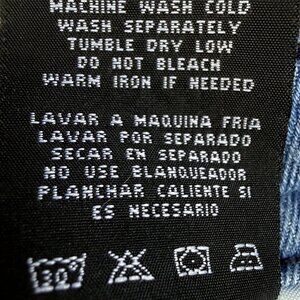 MACHINE WASH COLD
WASH SEPARATELY
TUMBLE DRY LOW
DO NOT BLEACH
WARM IRON IF NEEDED
LAVAR A MAQUINA FRIA
LAVAR POR SEPARADO
SECAR EN SEPARADO
NO USE BLANQUEADOR
PLANCHAR CALIENTE SI
ES NECESARIO
30°